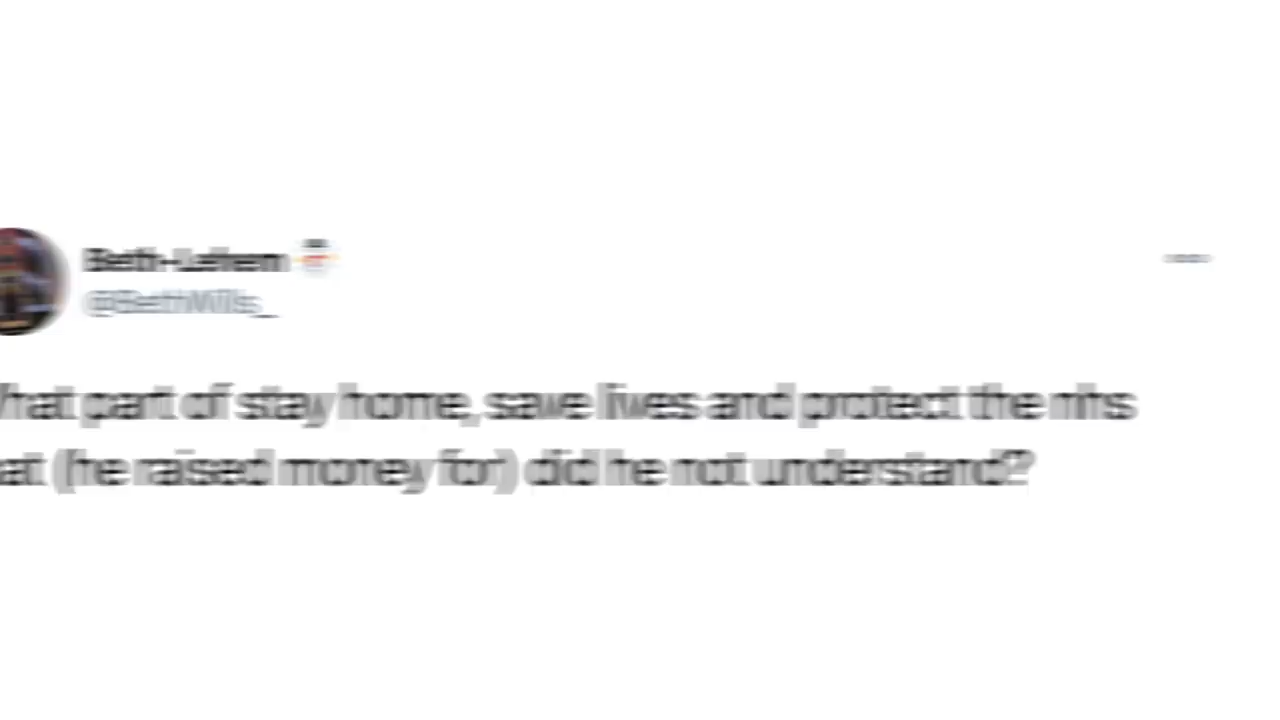 Beth-Lehem
@BethMills_
hat part of stay home, save lives and protect the nhs
at (he raised money for) did he not understand?